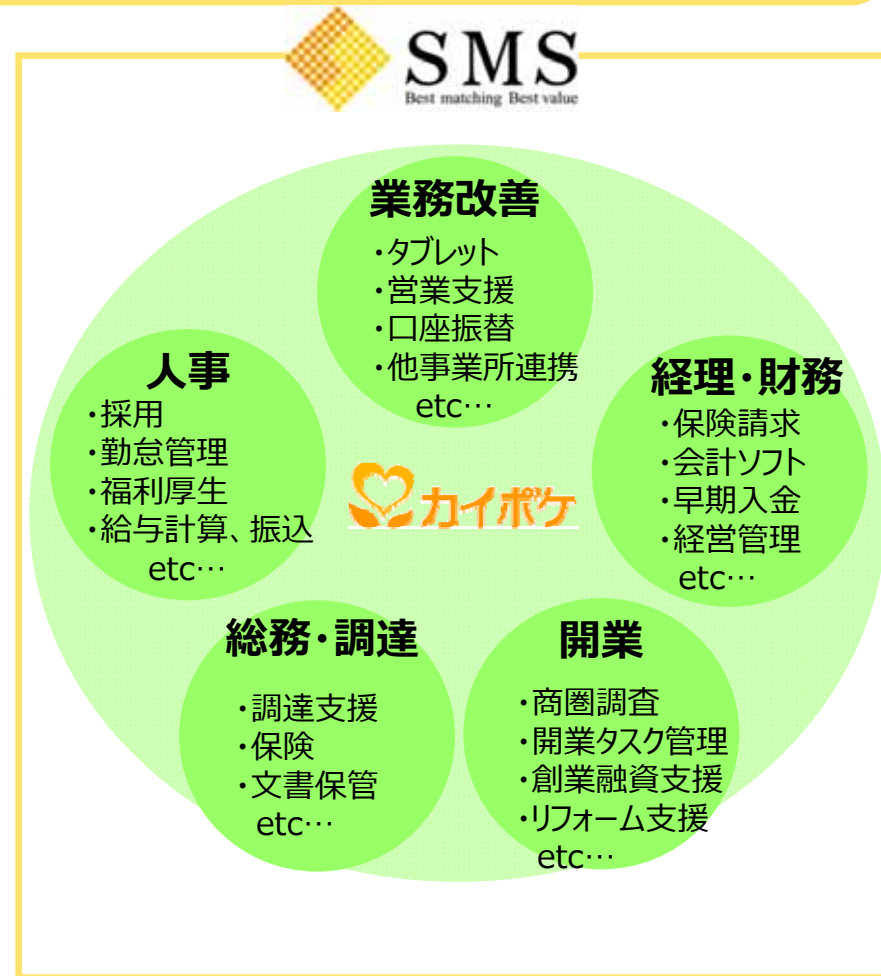 SMS
Best matching Best value
業務改善
・タブレット
・営業支援
・口座振替
・他事業所連携
etc…
人事
・採用
・勤怠管理
・福利厚生
・給与計算、振込
etc…
経理・財務
・保険請求
・会計ソフト
・早期入金
・経営管理
etc…
カイポケ
総務・調達
・調達支援
・保険
・文書保管
etc…
開業
・商圏調査
・開業タスク管理
・創業融資支援
・リフォーム支援
etc…